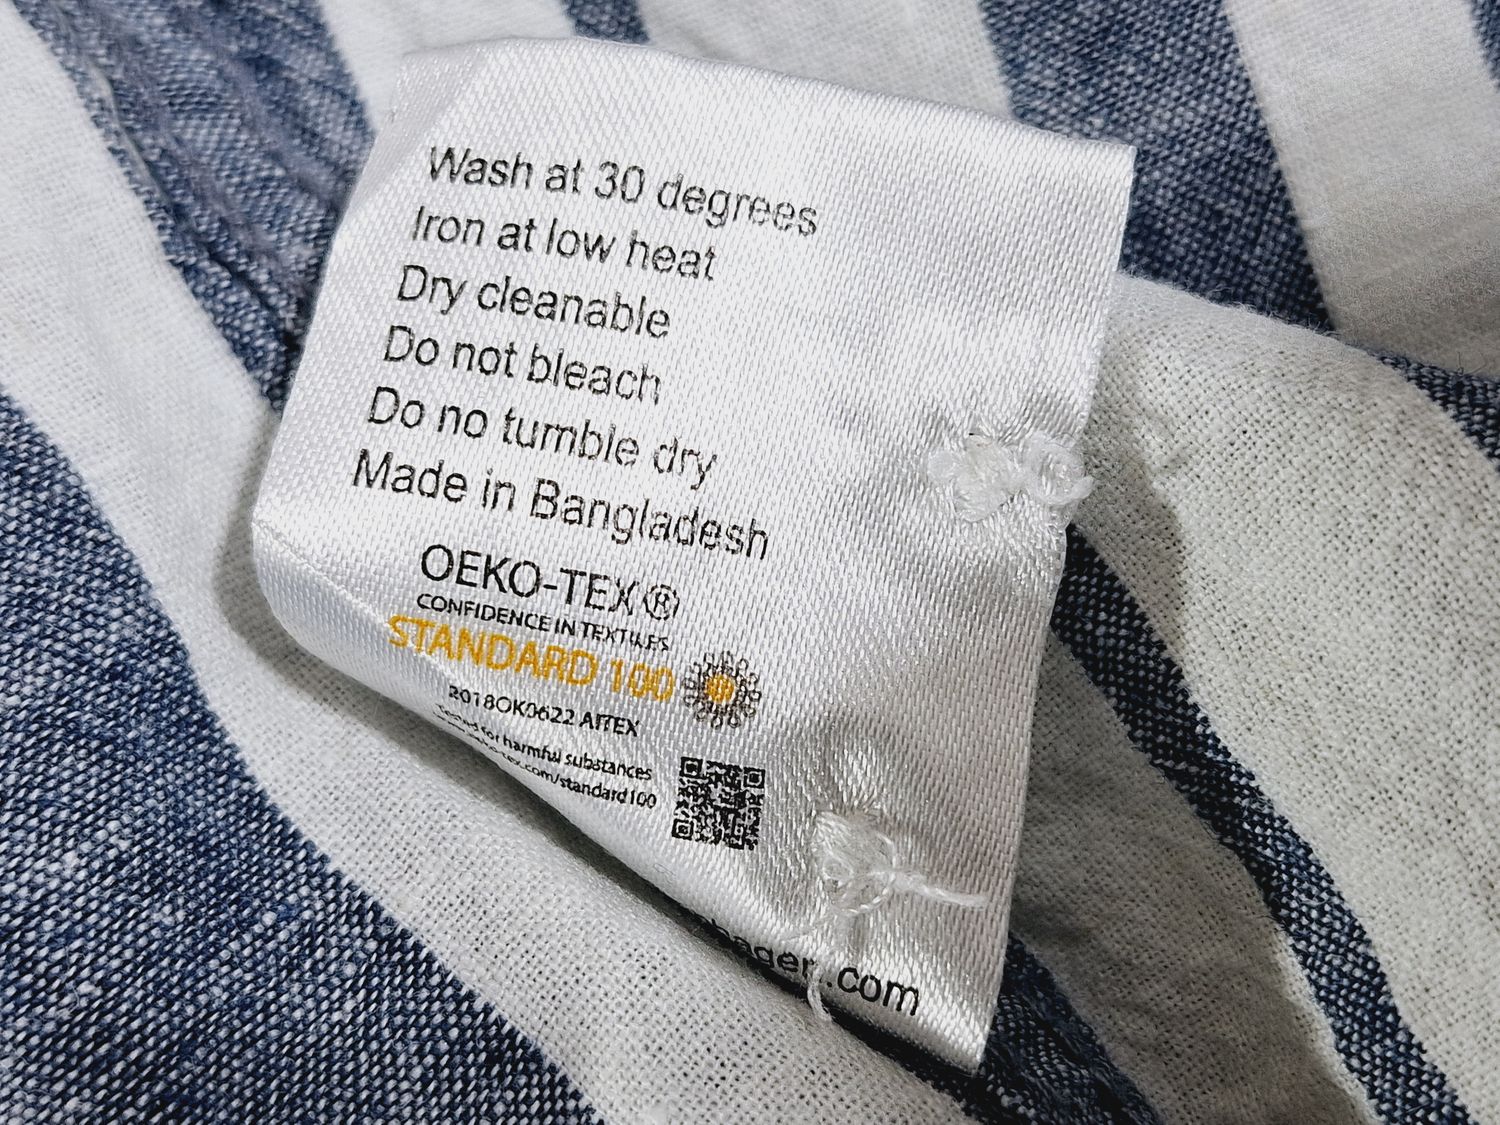 Wash at 30 degrees
Iron at low heat
Dry cleanable
Do not bleach
Do no tumble dry
Made in Bangladesh
OEKO-TEX®
CONFIDENCE IN TEXTILES
STANDARD 100
2018OK0622 AITEX
Tested for harmful substances
.com/standard100
.com